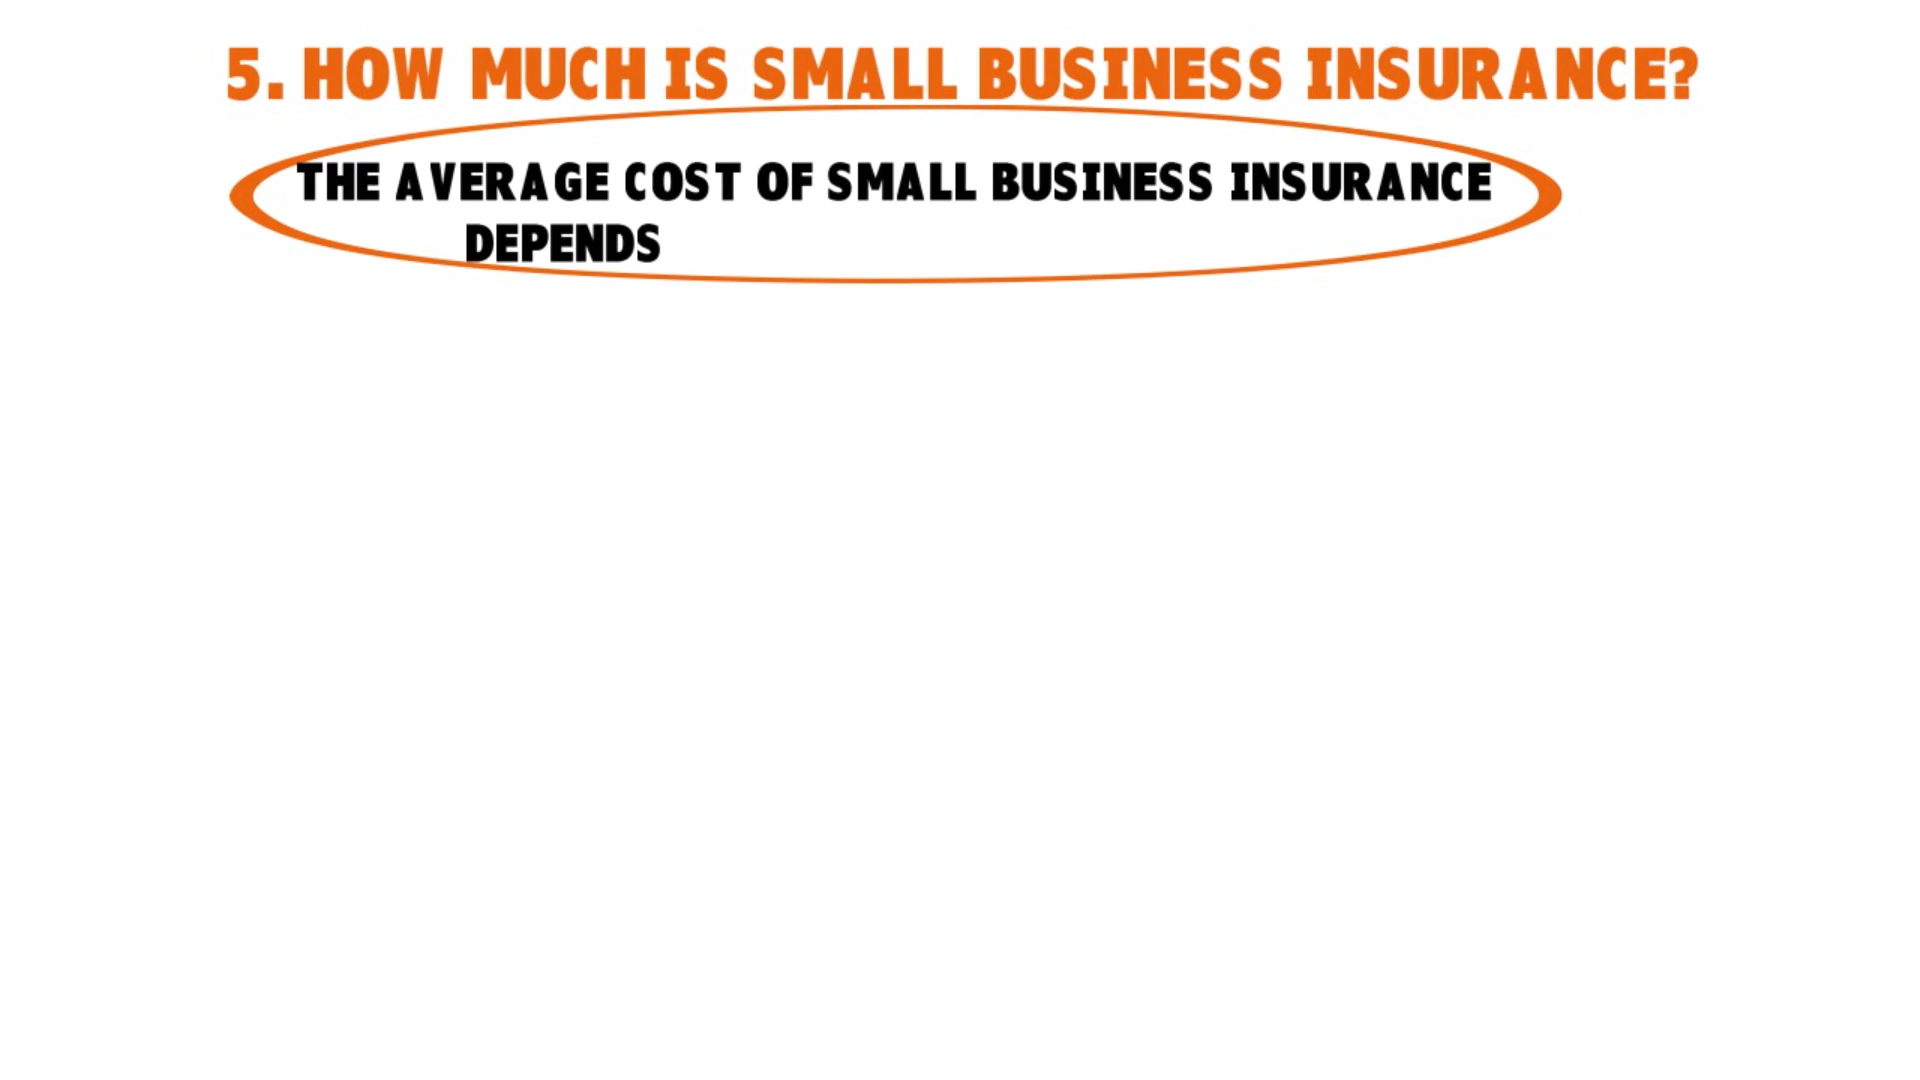 5. HOW MUCH IS SMALL BUSINESS INSURANCE?
THE AVERAGE COST OF SMALL BUSINESS INSURANCE
DEPENDS